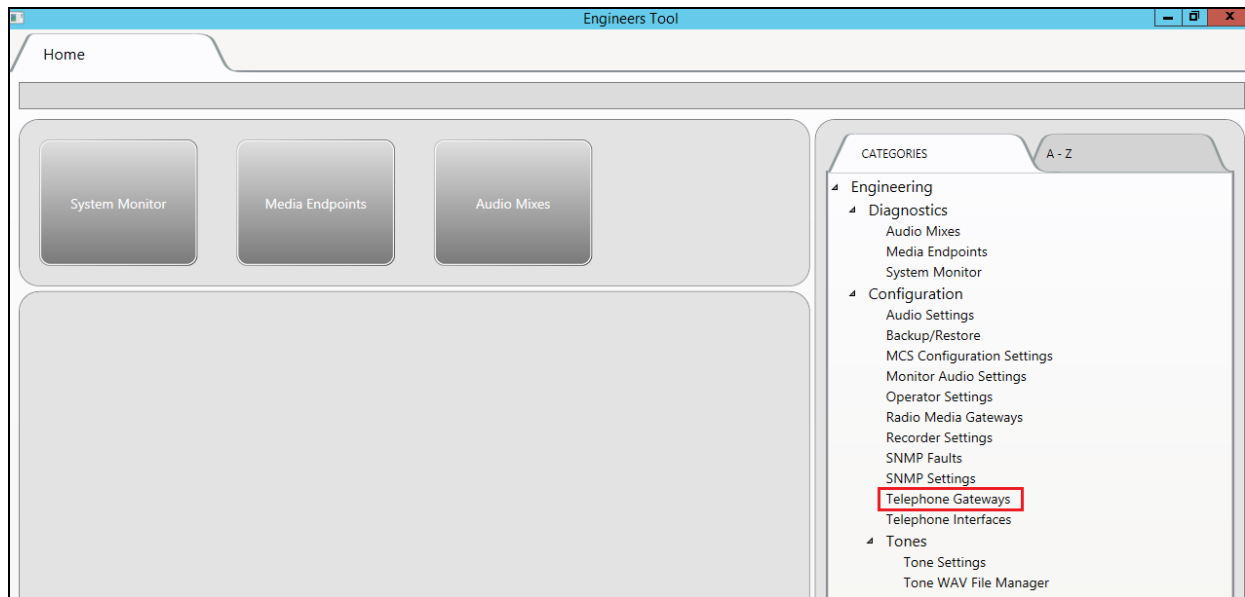 Engineers Tool
Home
System Monitor
Media Endpoints
Audio Mixes
CATEGORIES
A - Z
Engineering
Diagnostics
Audio Mixes
Media Endpoints
System Monitor
Configuration
Audio Settings
Backup/Restore
MCS Configuration Settings
Monitor Audio Settings
Operator Settings
Radio Media Gateways
Recorder Settings
SNMP Faults
SNMP Settings
Telephone Gateways
Telephone Interfaces
Tones
Tone Settings
Tone WAV File Manager